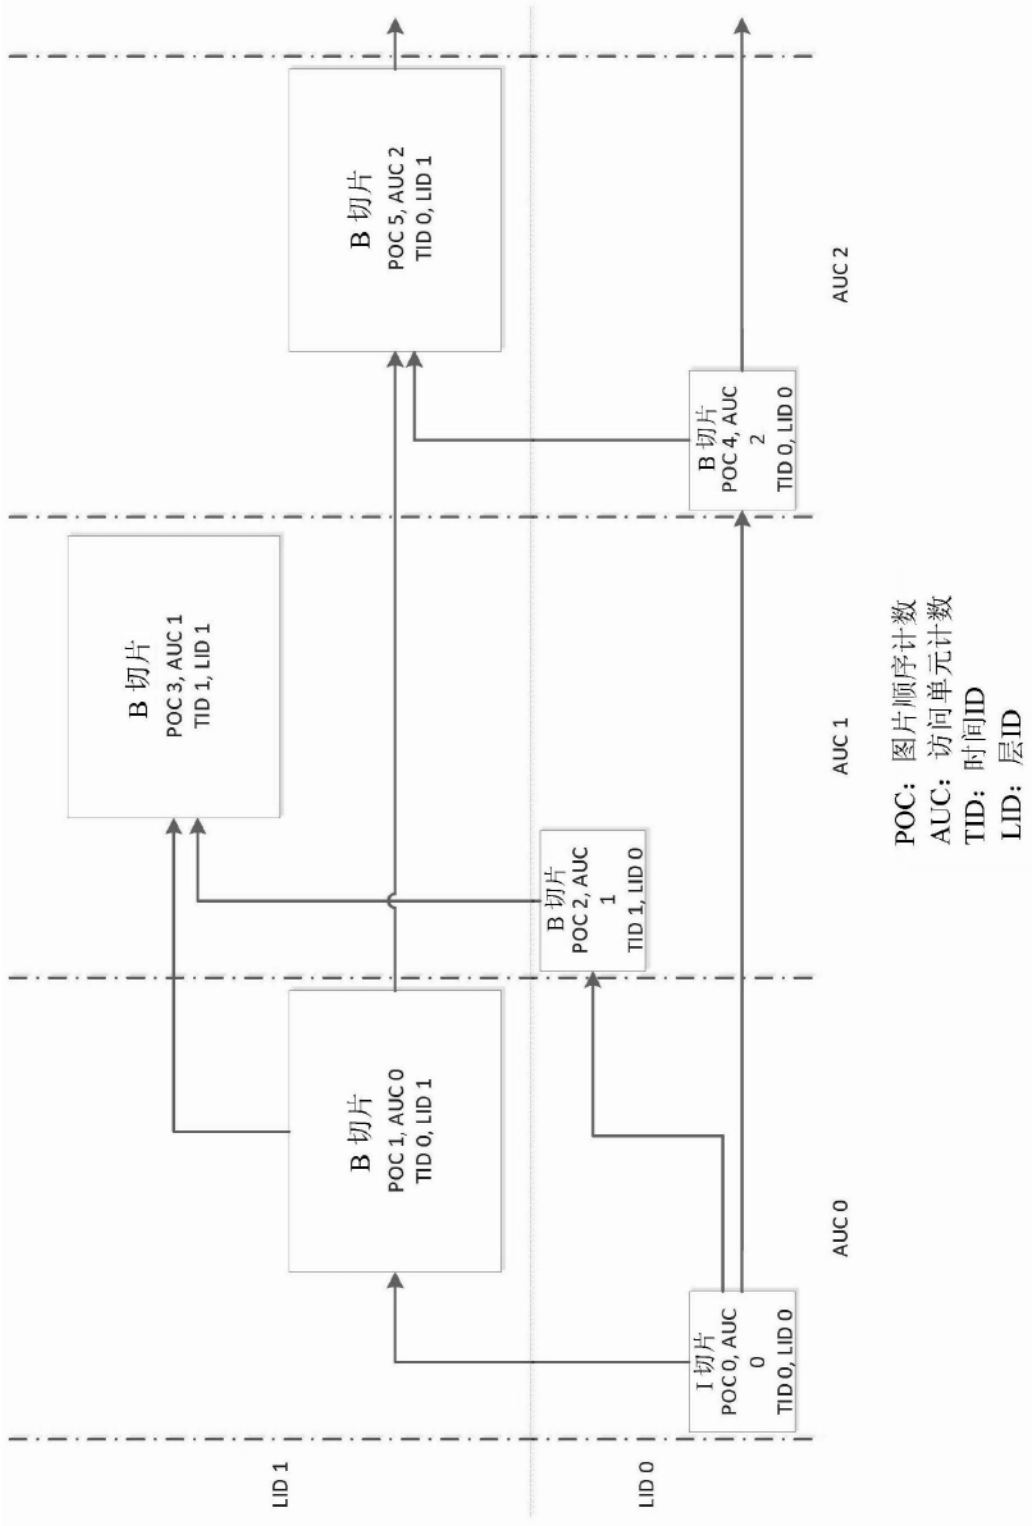 LID 1
LID 0
B 切片
POC 3, AUC 1
TID 1, LID 1
B 切片
POC 1, AUC 0
TID 0, LID 1
B 切片
POC 5, AUC 2
TID 0, LID 1
B 切片
POC 2, AUC
1
TID 1, LID 0
I 切片
POC 0, AUC
0
TID 0, LID 0
B 切片
POC 4, AUC
2
TID 0, LID 0
AUC 0
AUC 1
AUC 2
POC: 图片顺序计数
AUC: 访问单元计数
TID: 时间ID
LID: 层ID